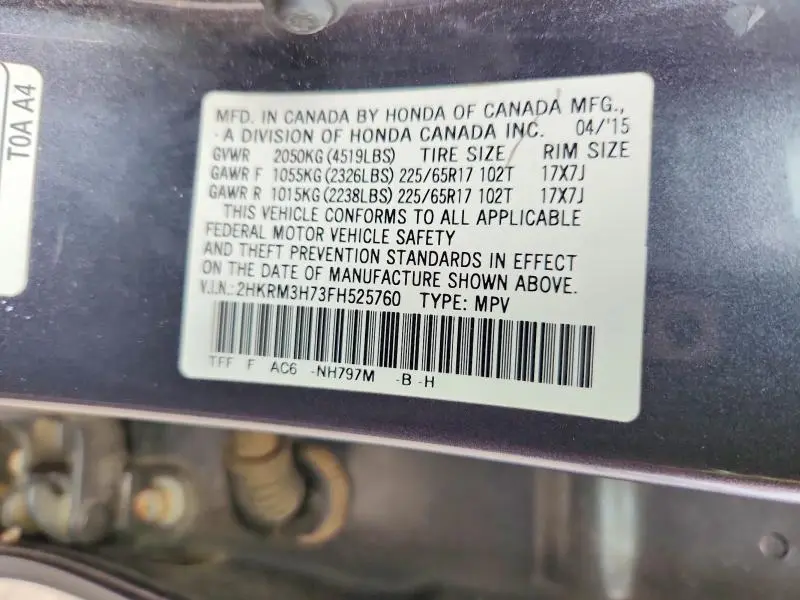 T0A A4
MFD. IN CANADA BY HONDA OF CANADA MFG.,
A DIVISION OF HONDA CANADA INC. 04/'15
GVWR 2050KG (4519LBS) TIRE SIZE RIM SIZE
GAWR F 1055KG (2326LBS) 225/65R17 102T 17X7J
GAWR R 1015KG (2238LBS) 225/65R17 102T 17X7J
THIS VEHICLE CONFORMS TO ALL APPLICABLE
FEDERAL MOTOR VEHICLE SAFETY
AND THEFT PREVENTION STANDARDS IN EFFECT
ON THE DATE OF MANUFACTURE SHOWN ABOVE.
V.I.N.: 2HKRM3H73FH525760 TYPE: MPV
TFF F AC6 -NH797M -B -H